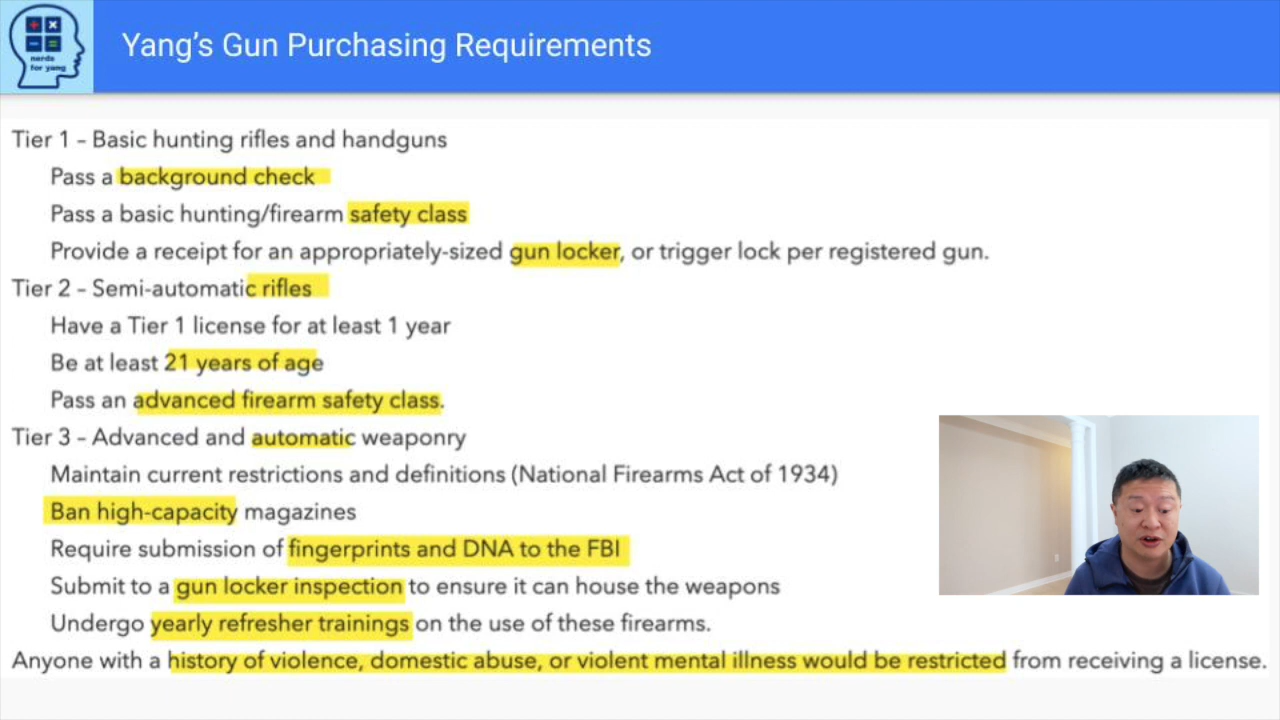 nerds
for yang
Yang's Gun Purchasing Requirements
Tier 1 – Basic hunting rifles and handguns
Pass a background check
Pass a basic hunting/firearm safety class
Provide a receipt for an appropriately-sized gun locker, or trigger lock per registered gun.
Tier 2 – Semi-automatic rifles
Have a Tier 1 license for at least 1 year
Be at least 21 years of age
Pass an advanced firearm safety class.
Tier 3 – Advanced and automatic weaponry
Maintain current restrictions and definitions (National Firearms Act of 1934)
Ban high-capacity magazines
Require submission of fingerprints and DNA to the FBI
Submit to a gun locker inspection to ensure it can house the weapons
Undergo yearly refresher trainings on the use of these firearms.
Anyone with a history of violence, domestic abuse, or violent mental illness would be restricted from receiving a license.